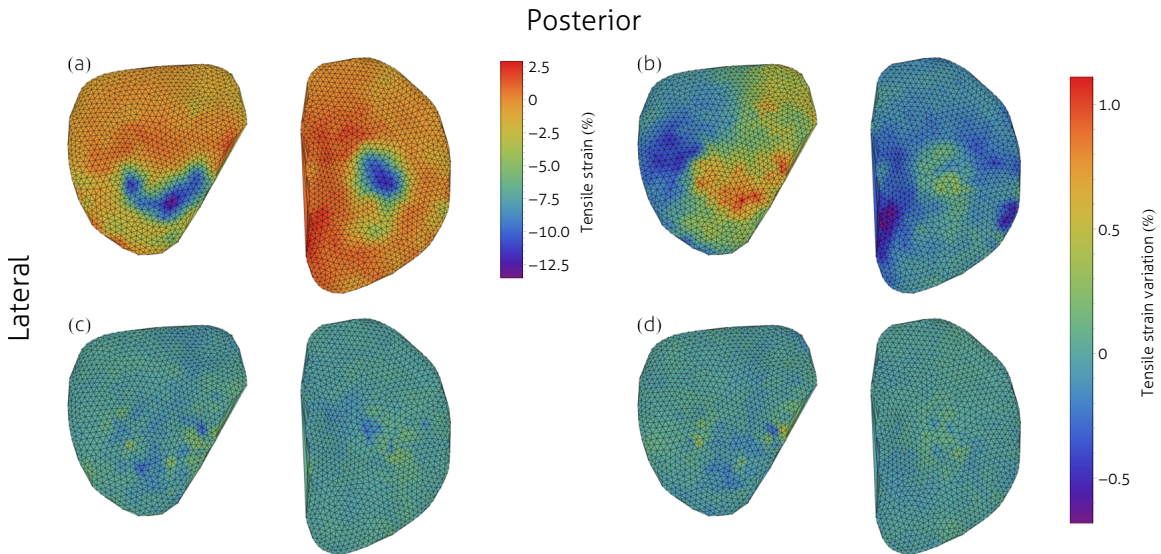 Posterior
Lateral
(a)
2.5
0
−2.5
−5.0
−7.5
−10.0
−12.5
Tensile strain (%)
(b)
1.0
0.5
0
−0.5
Tensile strain variation (%)
(c)
(d)